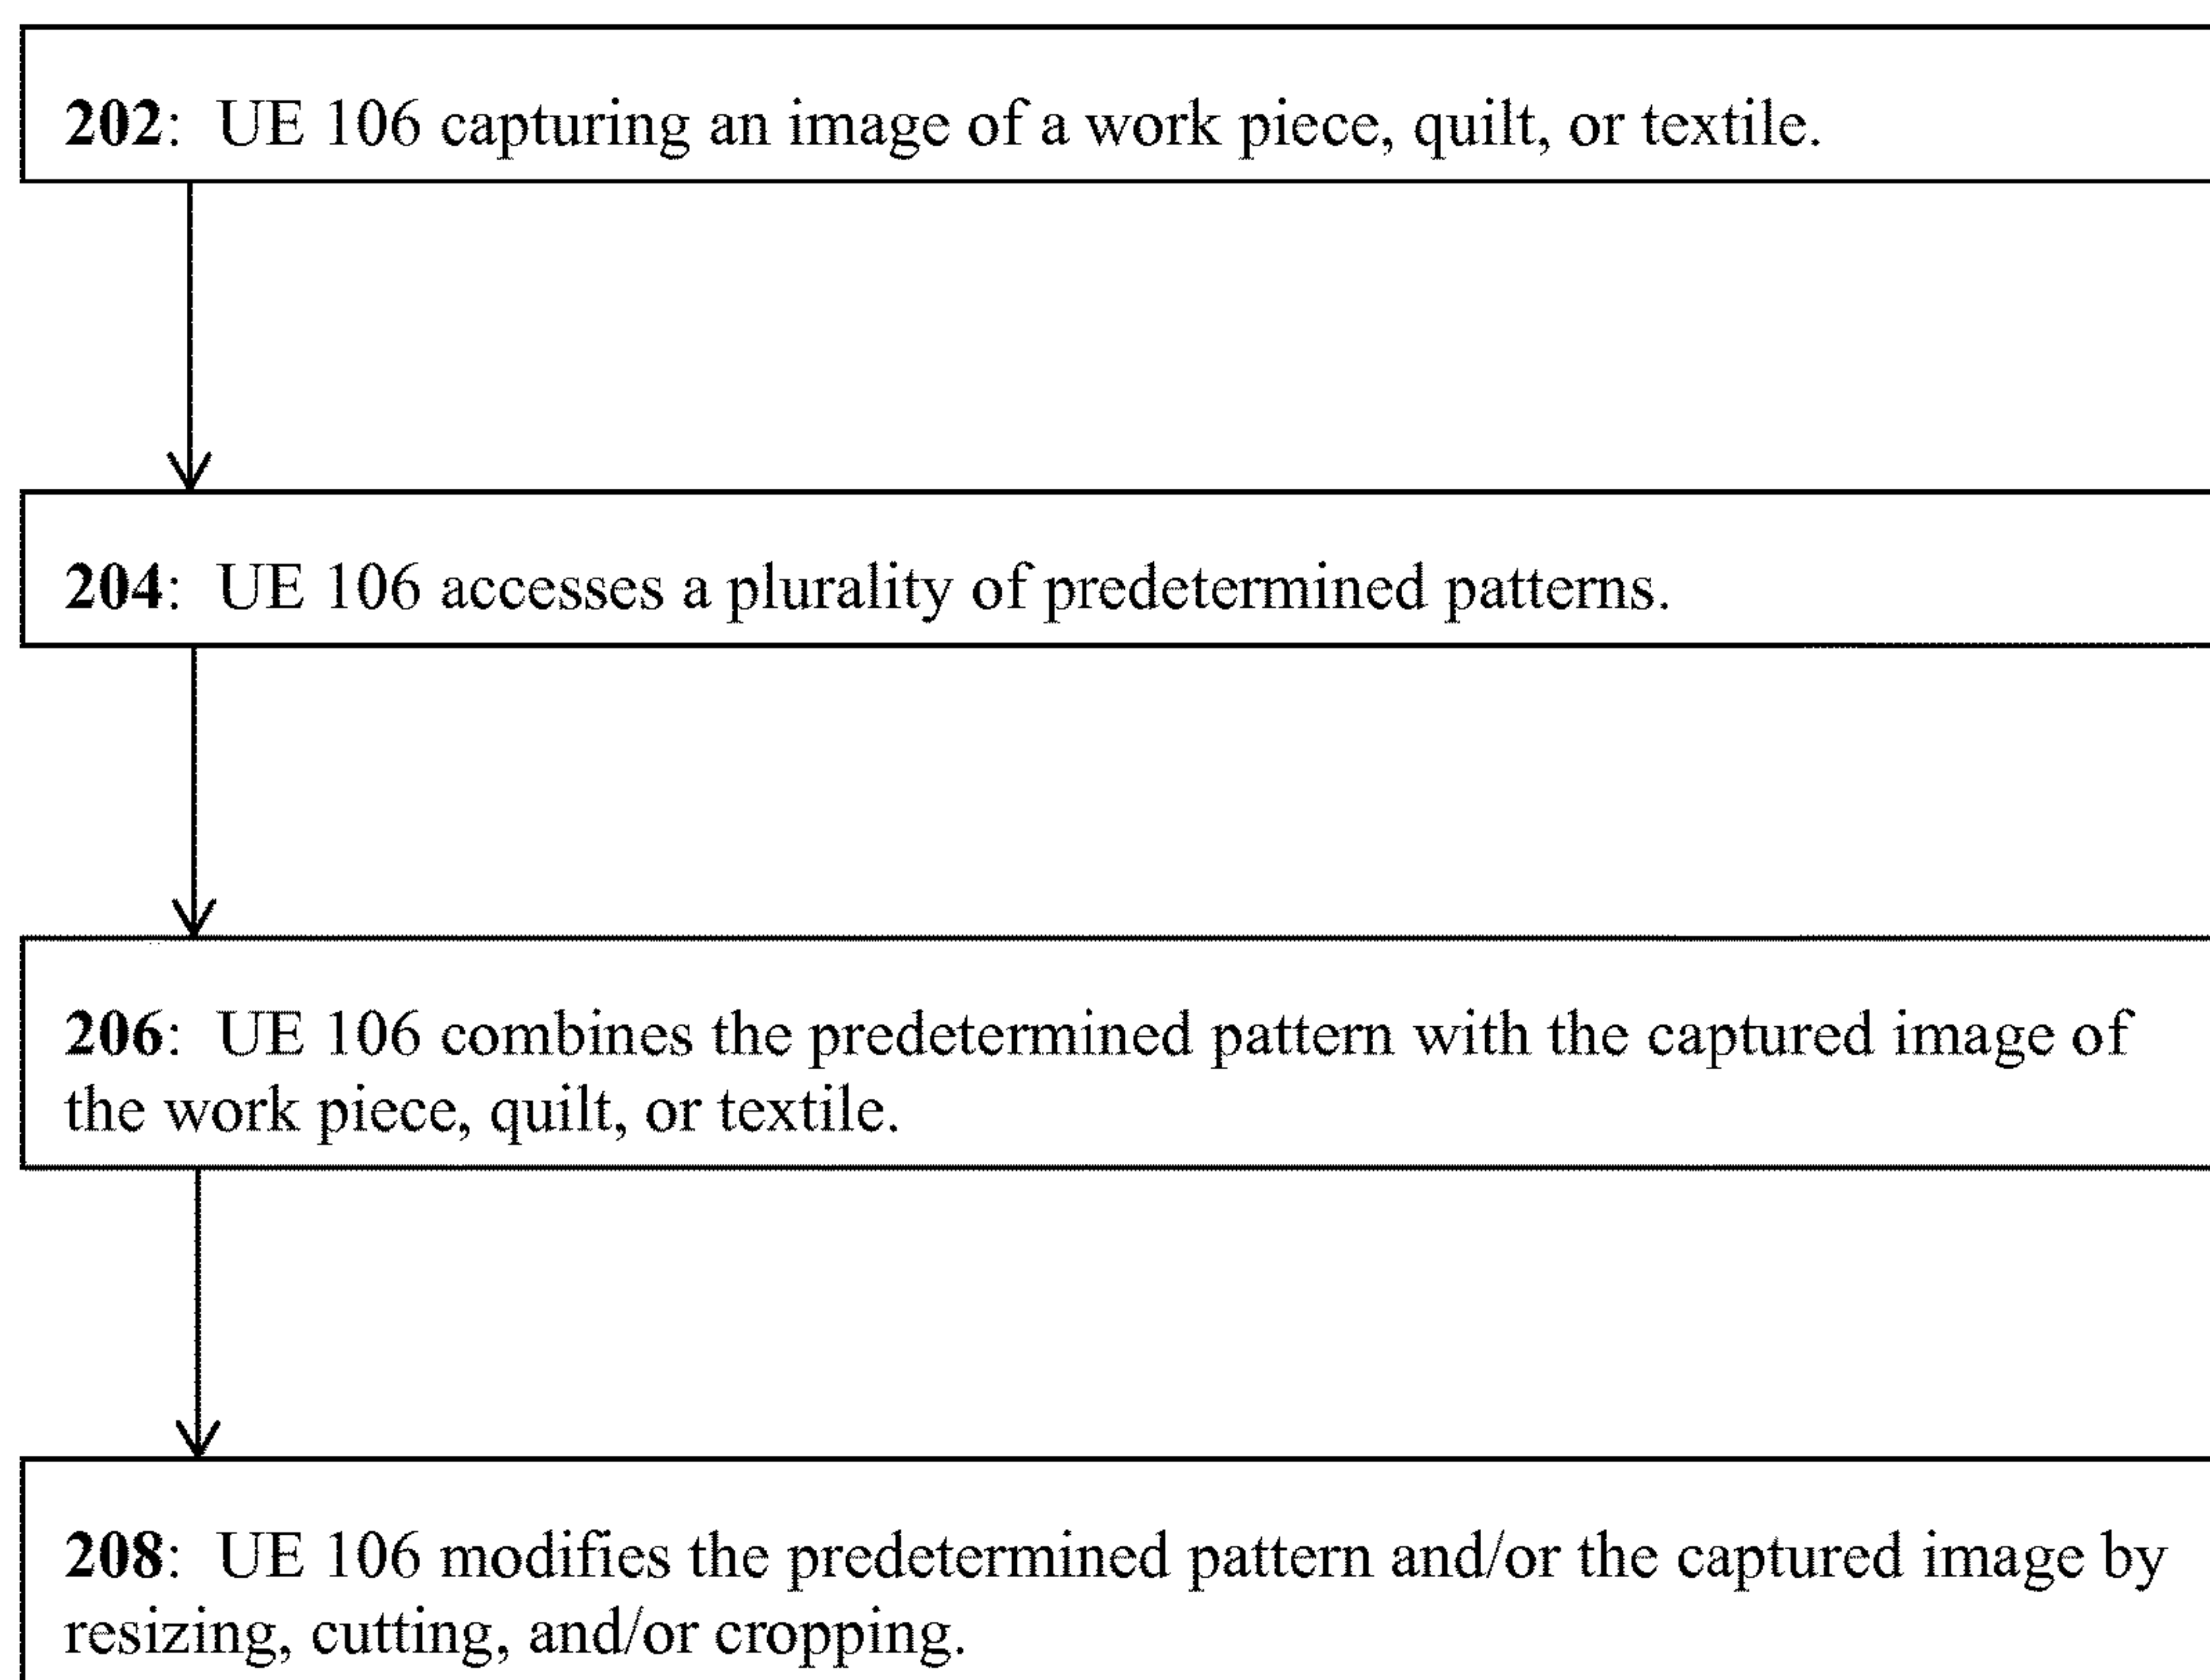 202:  UE 106 capturing an image of a work piece, quilt, or textile.
204:  UE 106 accesses a plurality of predetermined patterns.
206:  UE 106 combines the predetermined pattern with the captured image of
the work piece, quilt, or textile.
208:  UE 106 modifies the predetermined pattern and/or the captured image by
resizing, cutting, and/or cropping.